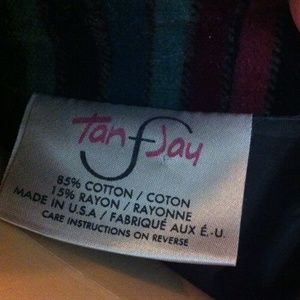 Tan Jay
85% COTTON / COTON
15% RAYON / RAYONNE
MADE IN U.S.A / FABRIQUÉ AUX É.-U.
CARE INSTRUCTIONS ON REVERSE